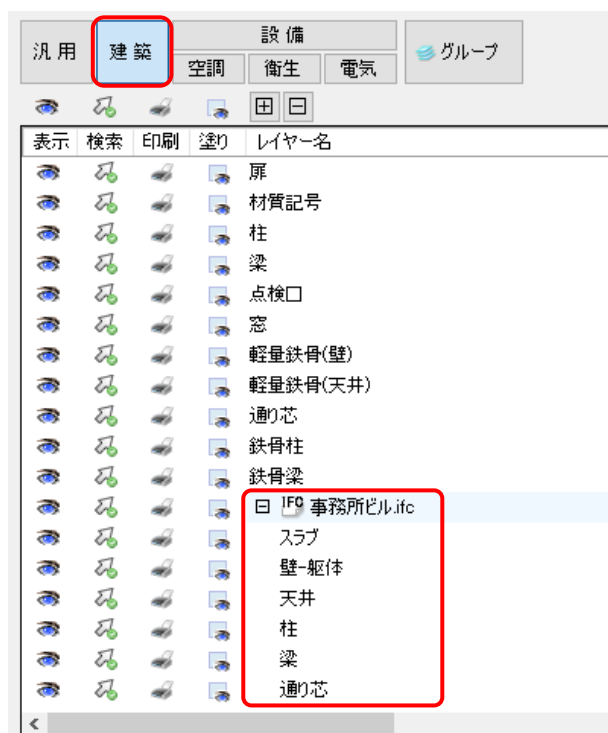 汎用 建築 設備 グループ
空調 衛生 電気
表示 検索 印刷 塗り レイヤー名
扉
材質記号
柱
梁
点検口
窓
軽量鉄骨(壁)
軽量鉄骨(天井)
通り芯
鉄骨柱
鉄骨梁
IFC 事務所ビル.ifc
スラブ
壁-躯体
天井
柱
梁
通り芯